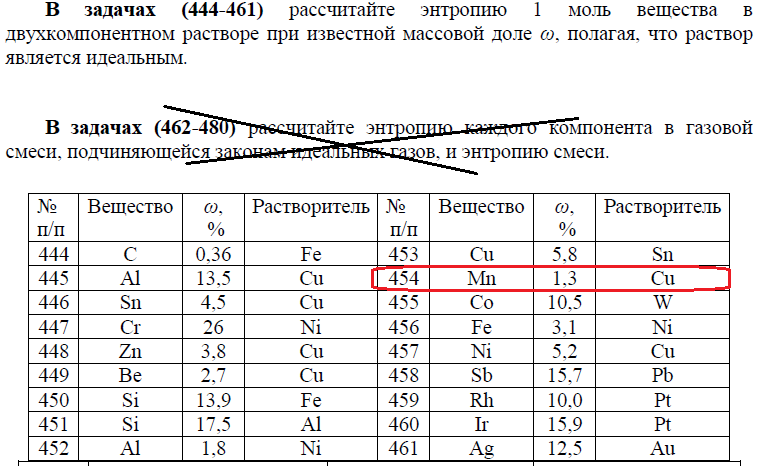 В задачах (444-461) рассчитайте энтропию 1 моль вещества в
двухкомпонентном растворе при известной массовой доле ω, полагая, что раствор
является идеальным.
В задачах (462-480) рассчитайте энтропию каждого компонента в газовой
смеси, подчиняющейся законам идеальных газов, и энтропию смеси.
№ п/п Вещество ω, % Растворитель № п/п Вещество ω, % Растворитель
444 C 0,36 Fe 453 Cu 5,8 Sn
445 Al 13,5 Cu 454 Mn 1,3 Cu
446 Sn 4,5 Cu 455 Co 10,5 W
447 Cr 26 Ni 456 Fe 3,1 Ni
448 Zn 3,8 Cu 457 Ni 5,2 Cu
449 Be 2,7 Cu 458 Sb 15,7 Pb
450 Si 13,9 Fe 459 Rh 10,0 Pt
451 Si 17,5 Al 460 Ir 15,9 Pt
452 Al 1,8 Ni 461 Ag 12,5 Au